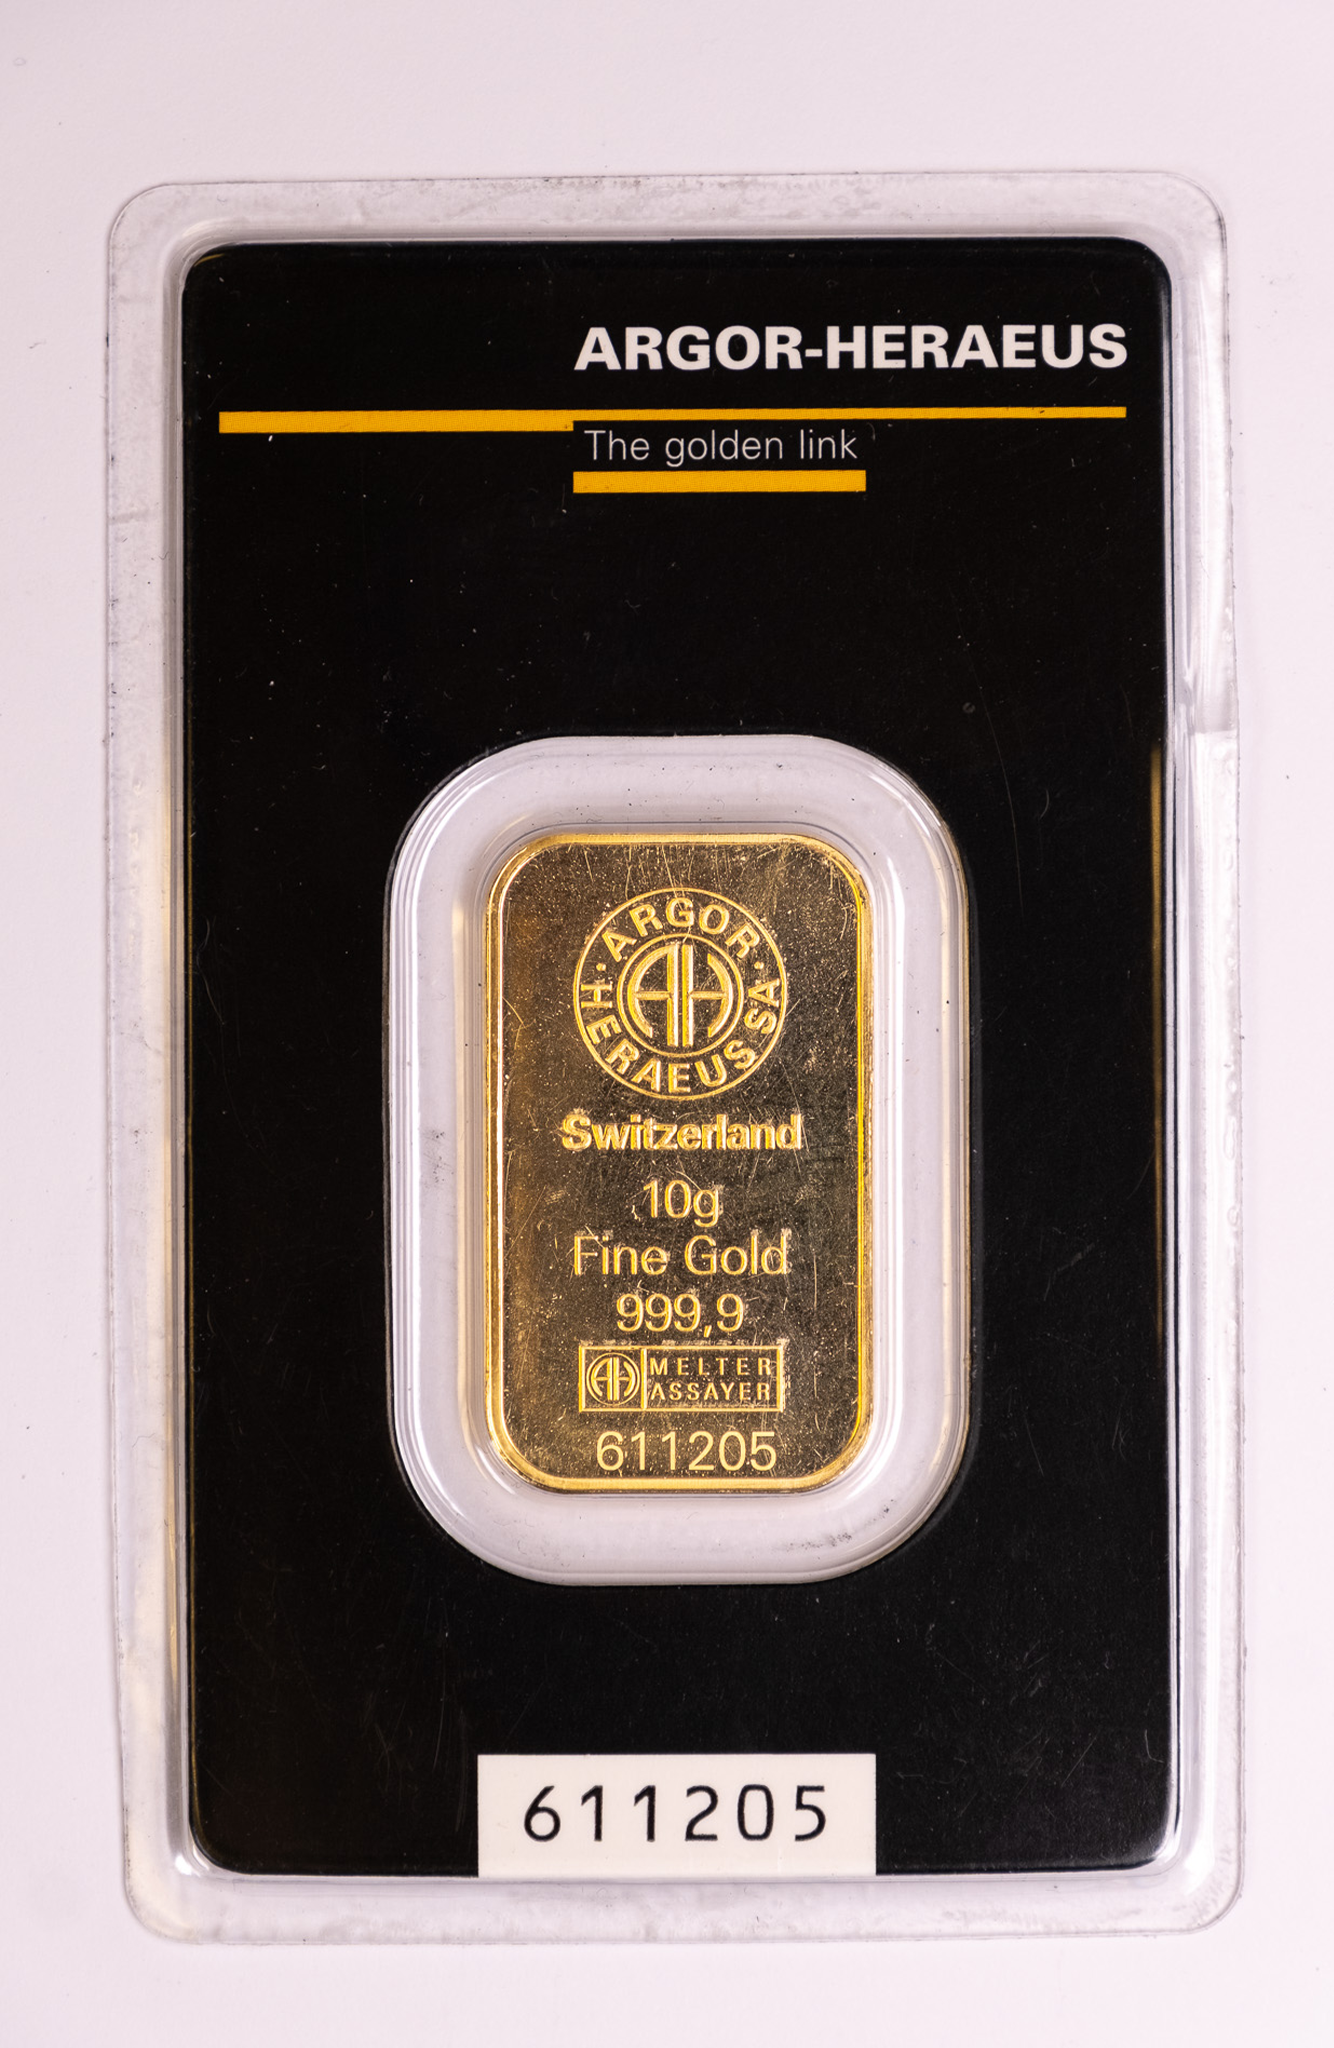 ARGOR-HERAEUS
The golden link
· ARGOR · HERAEUS SA
AH
Switzerland
10g
Fine Gold
999,9
AH MELTER
ASSAYER
611205
611205